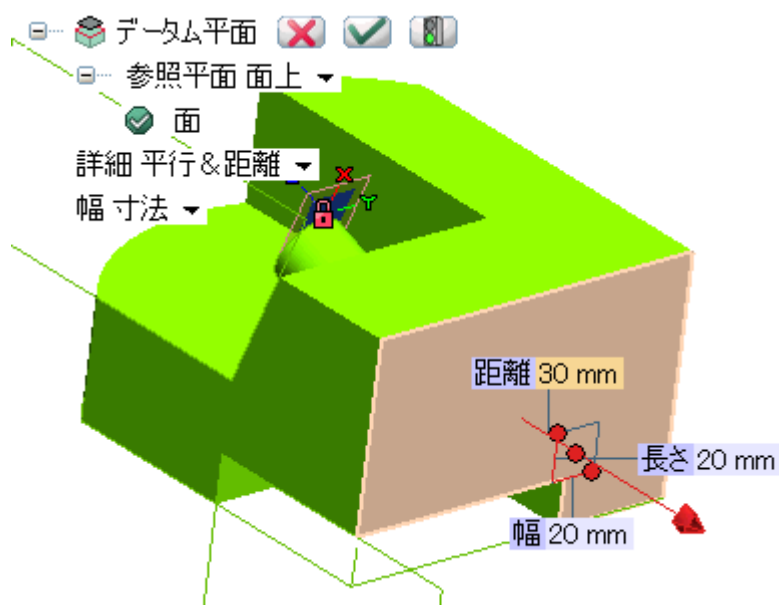 データム平面
参照平面 面上
面
詳細 平行&距離
幅 寸法
X
Y
距離 30 mm
長さ 20 mm
幅 20 mm